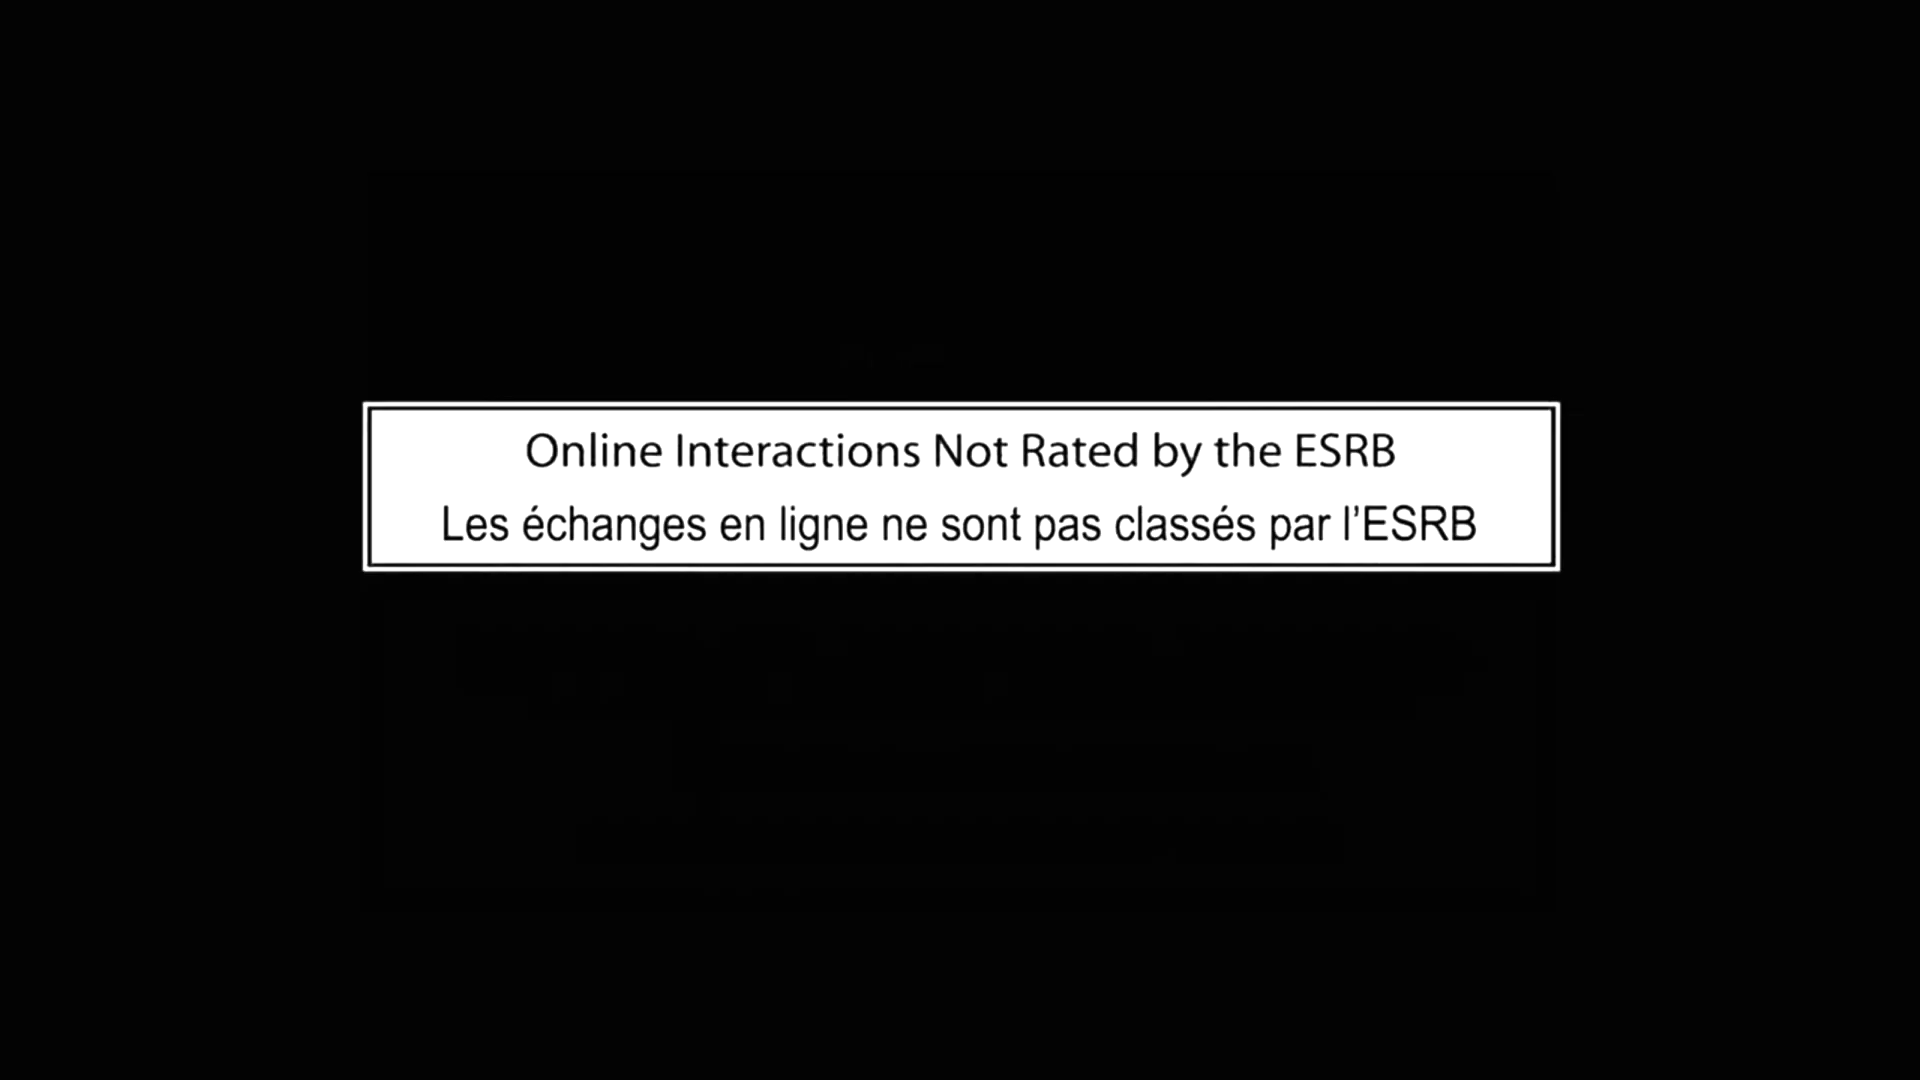 Online Interactions Not Rated by the ESRB
Les échanges en ligne ne sont pas classés par l’ESRB